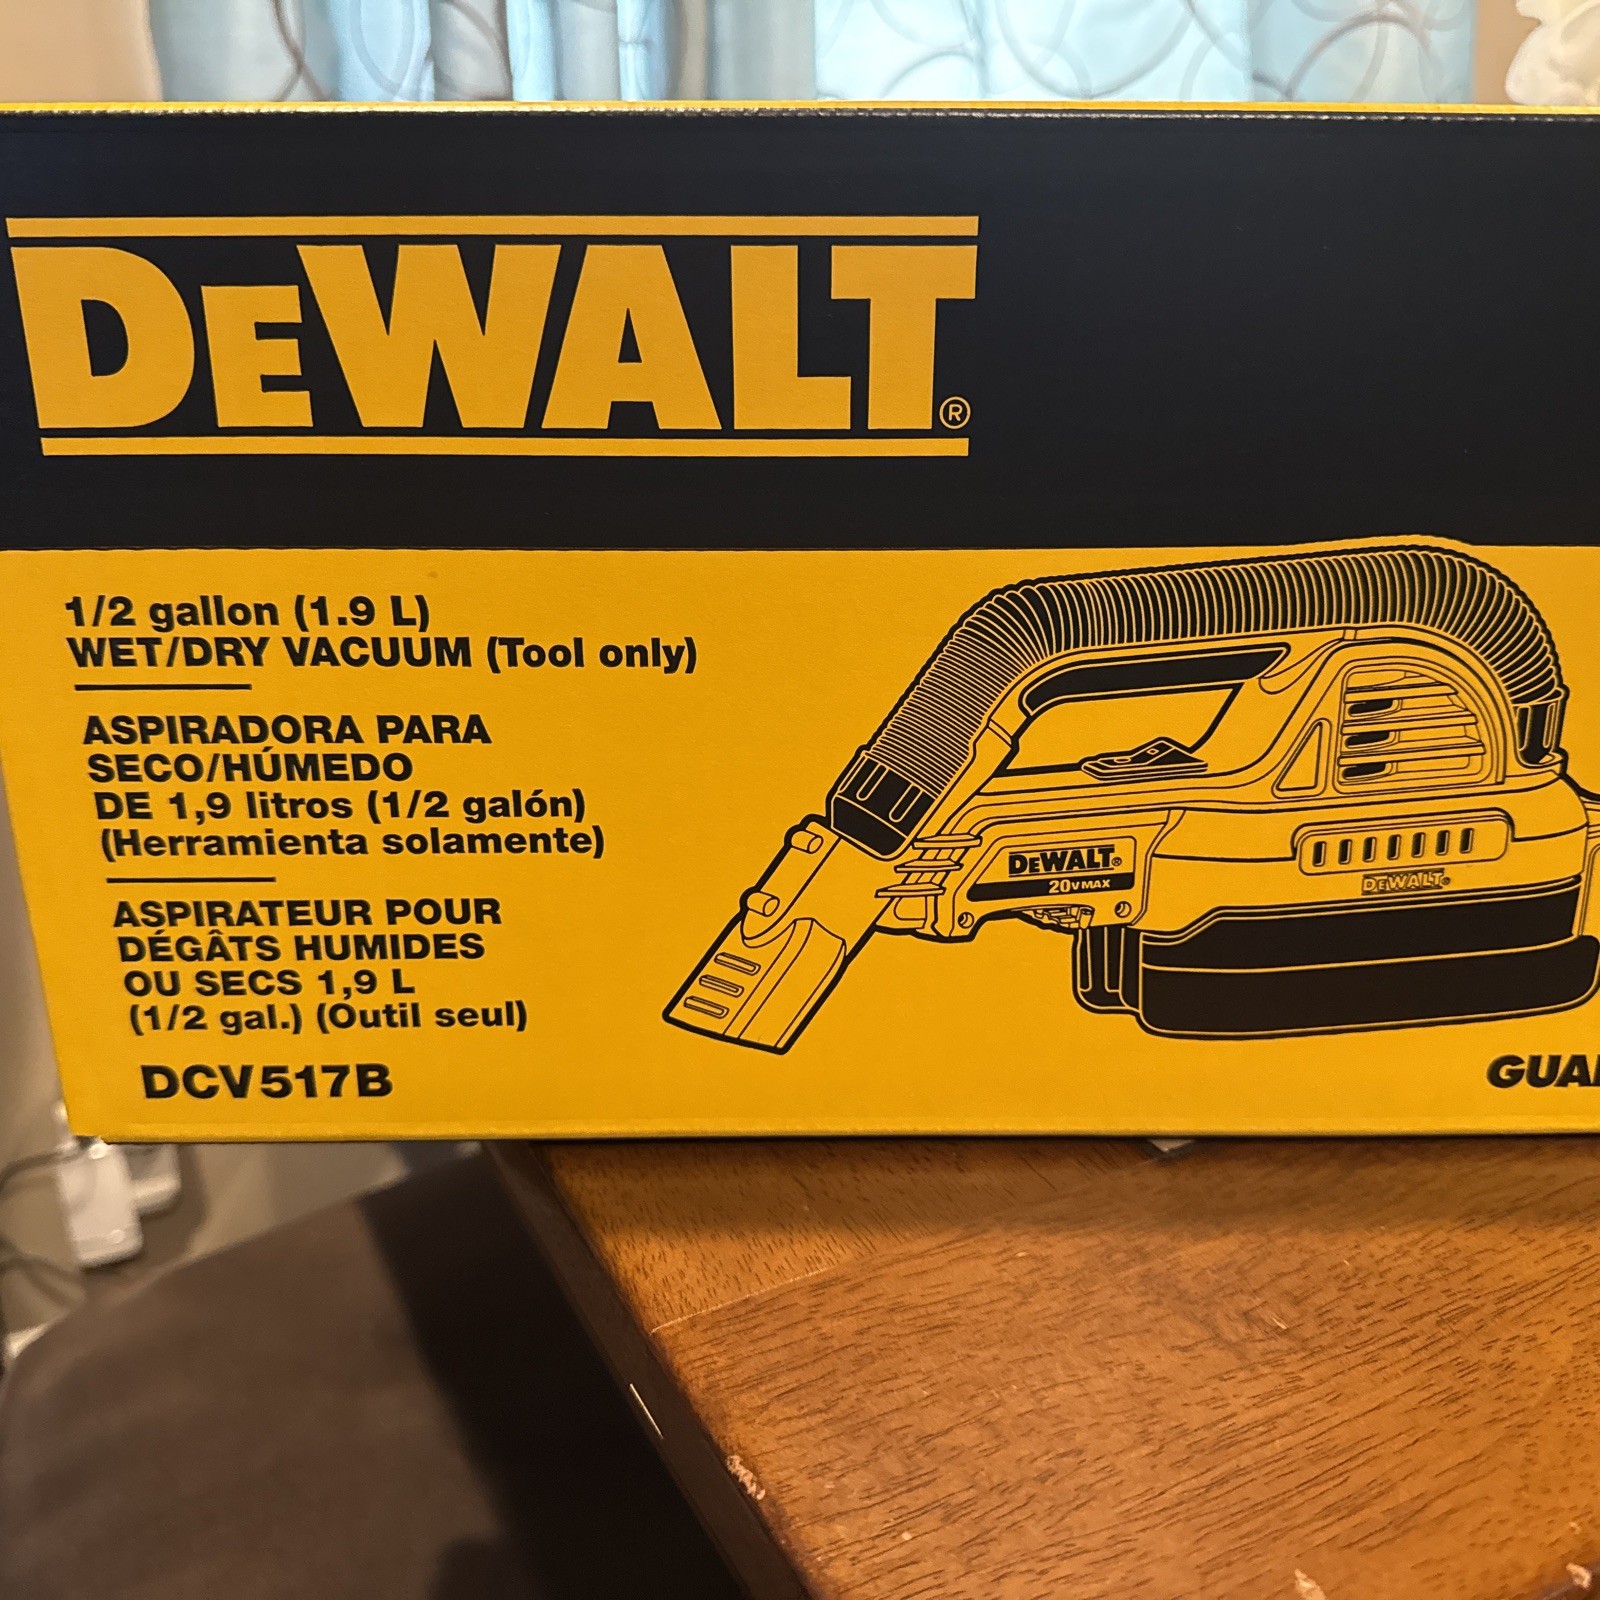 DEWALT®
1/2 gallon (1.9 L)
WET/DRY VACUUM (Tool only)
ASPIRADORA PARA
SECO/HÚMEDO
DE 1,9 litros (1/2 galón)
(Herramienta solamente)
ASPIRATEUR POUR
DÉGÂTS HUMIDES
OU SECS 1,9 L
(1/2 gal.) (Outil seul)
DCV517B
DEWALT®
20V MAX
DEWALT®